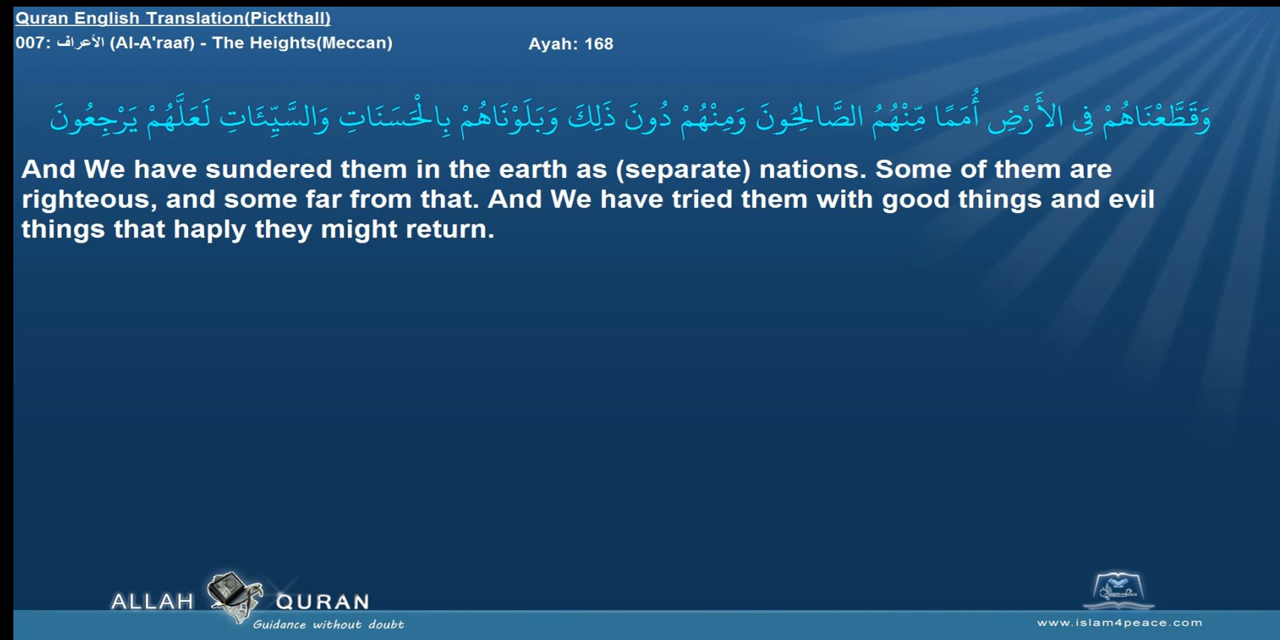 Quran English Translation(Pickthall)
007: الأعراف (Al-A'raaf) - The Heights(Meccan) Ayah: 168
وَقَطَّعْنَاهُمْ فِي الأَرْضِ أُمَمًا مِّنْهُمُ الصَّالِحُونَ وَمِنْهُمْ دُونَ ذَلِكَ وَبَلَوْنَاهُمْ بِالْحَسَنَاتِ وَالسَّيِّئَاتِ لَعَلَّهُمْ يَرْجِعُونَ
And We have sundered them in the earth as (separate) nations. Some of them are
righteous, and some far from that. And We have tried them with good things and evil
things that haply they might return.
ALLAH QURAN
Guidance without doubt
www.islam4peace.com